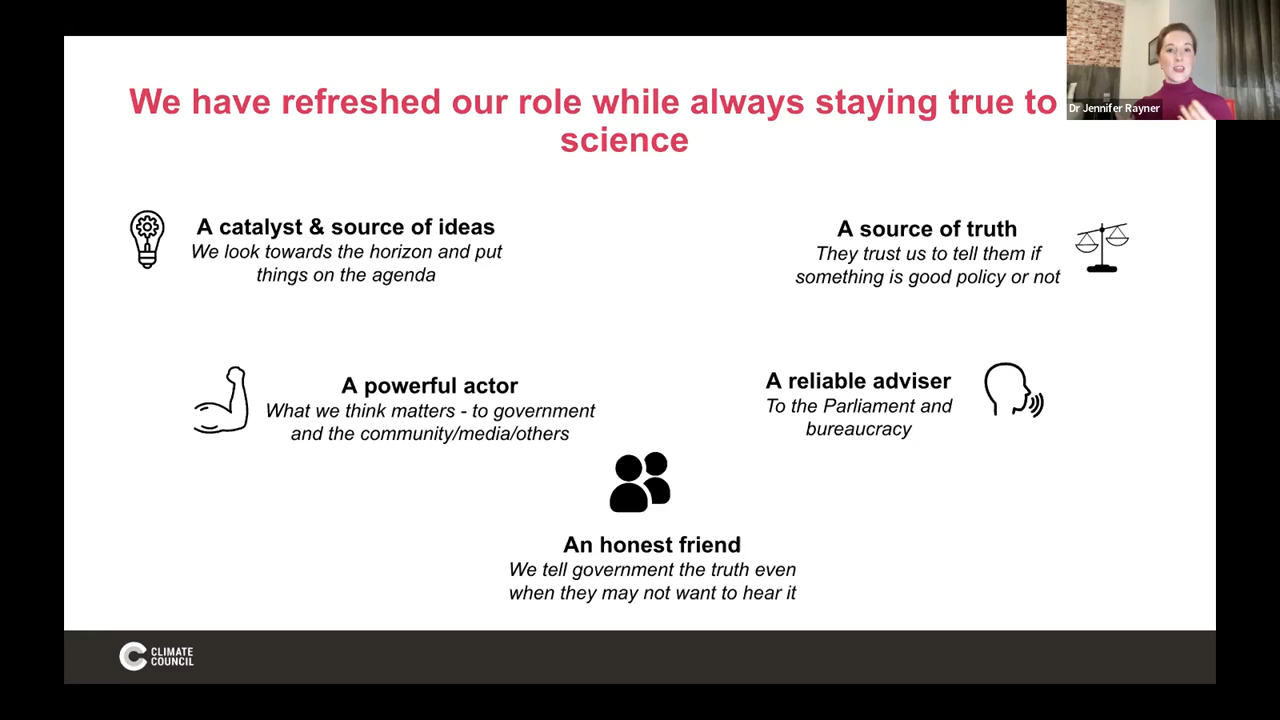 We have refreshed our role while always staying true to
science
Dr Jennifer Rayner
A catalyst & source of ideas
We look towards the horizon and put
things on the agenda
A source of truth
They trust us to tell them if
something is good policy or not
A powerful actor
What we think matters - to government
and the community/media/others
A reliable adviser
To the Parliament and
bureaucracy
An honest friend
We tell government the truth even
when they may not want to hear it
CLIMATE
COUNCIL